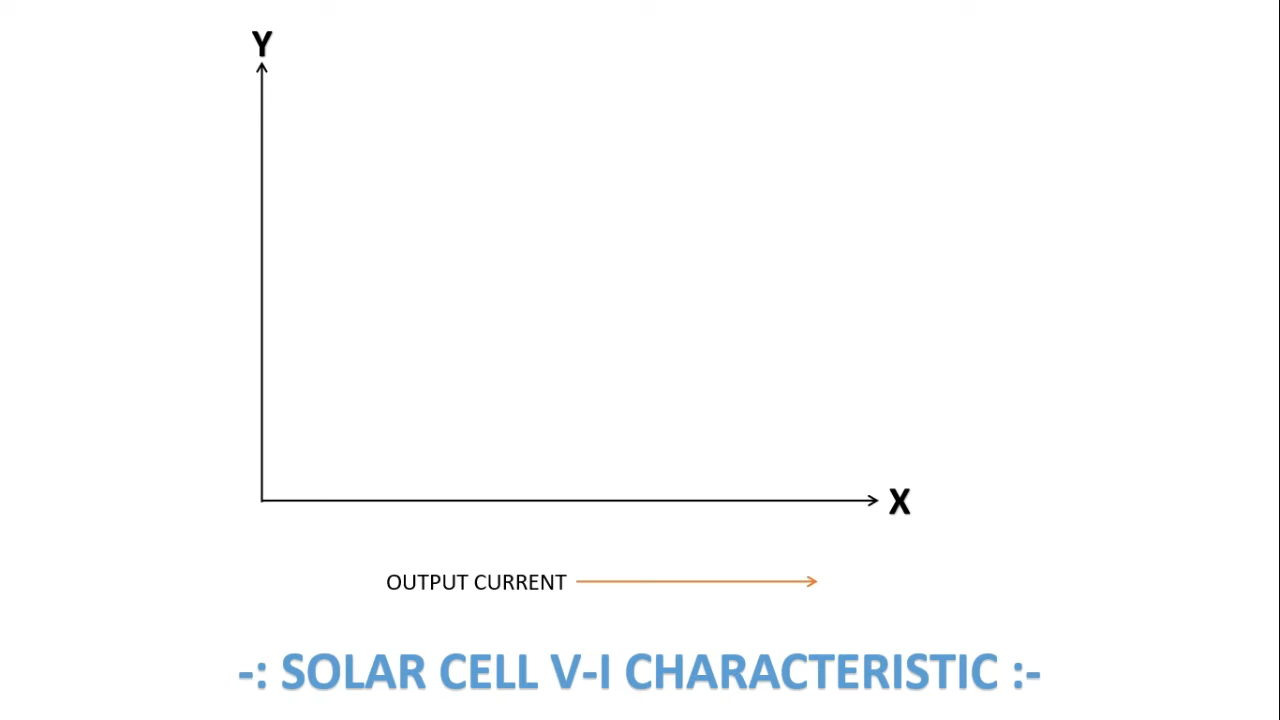 Y
X
OUTPUT CURRENT
-: SOLAR CELL V-I CHARACTERISTIC :-